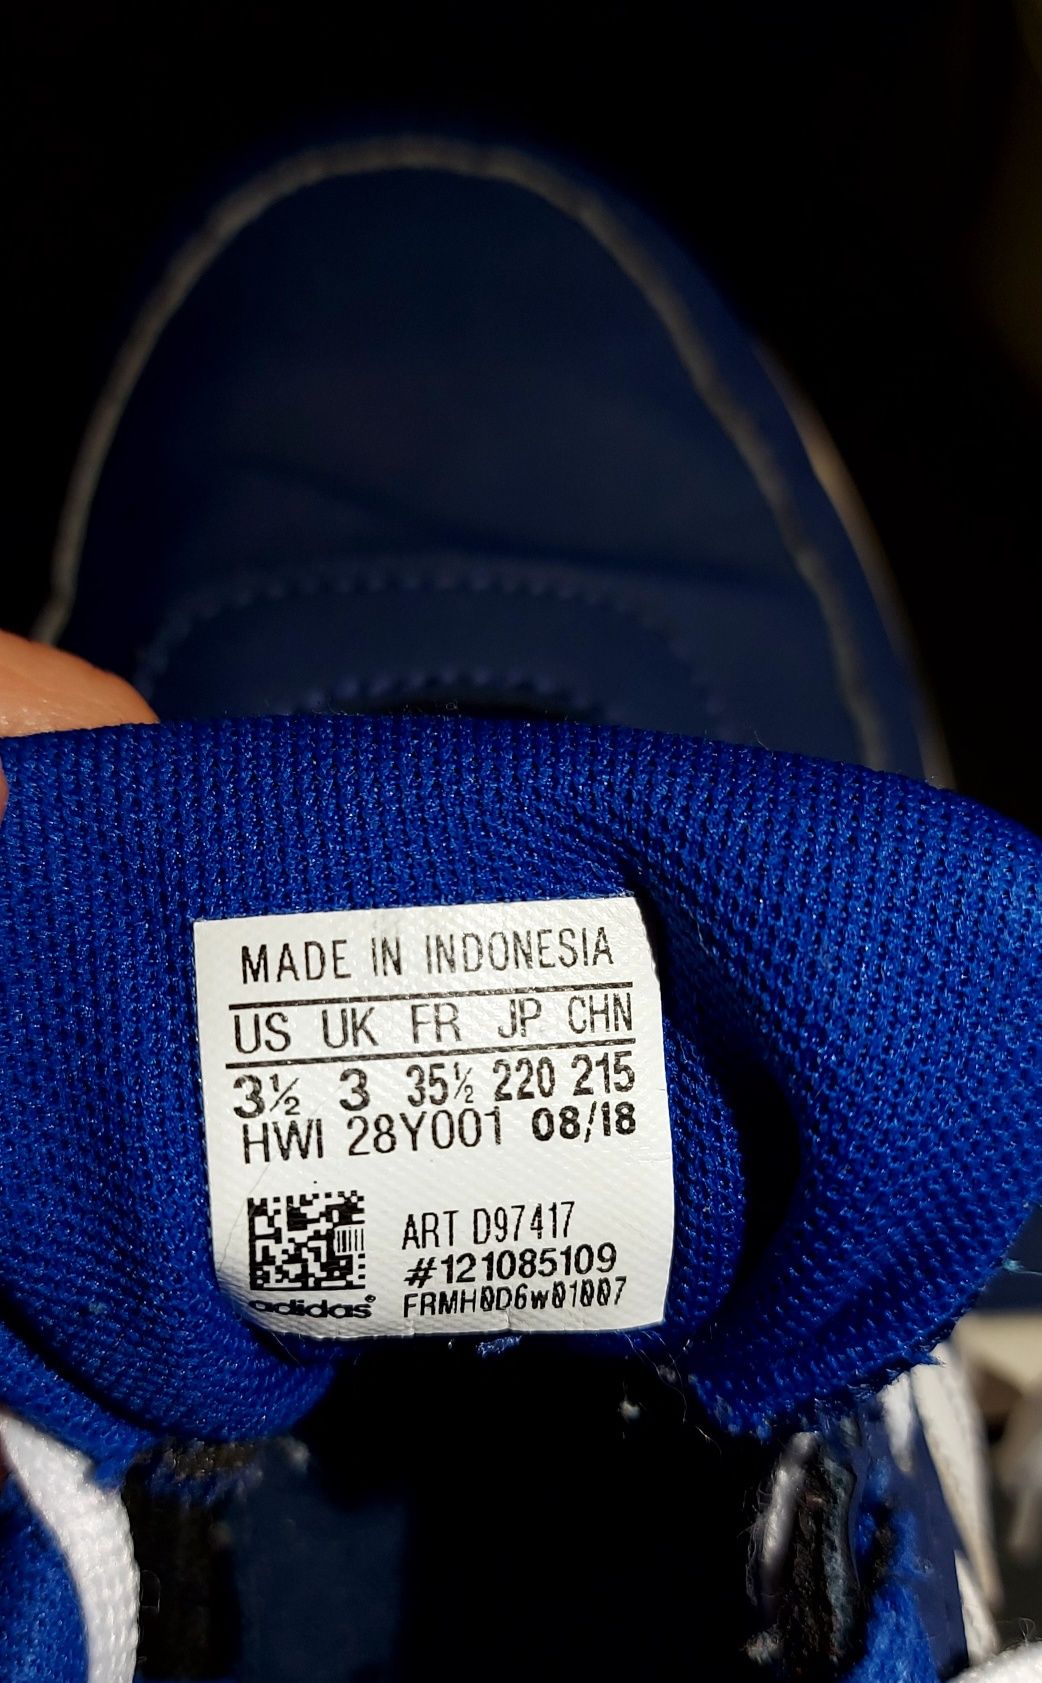 MADE IN INDONESIA
US UK FR JP CHN
3½ 3 35½ 220 215
HWI 28Y001 08/18
ART D97417
#121085109
adidas® FRMH0D6w01007